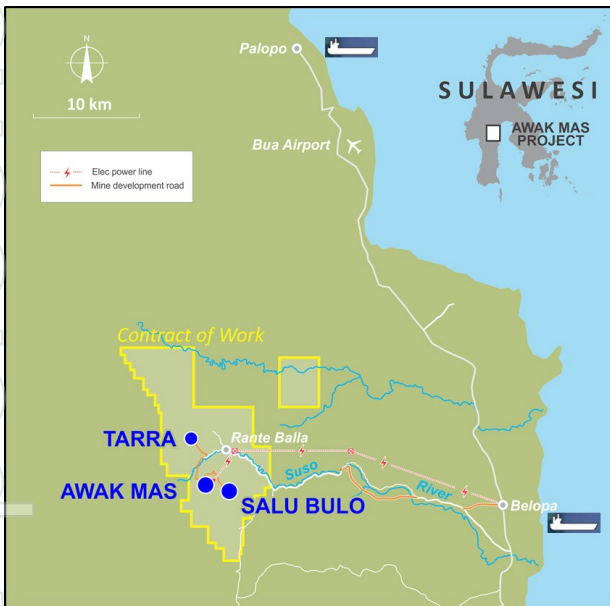 N
10 km
Palopo
SULAWESI
AWAK MAS
PROJECT
Bua Airport
Elec power line
Mine development road
Contract of Work
TARRA
Rante Balla
AWAK MAS
SALU BULO
Suso
River
Belopa